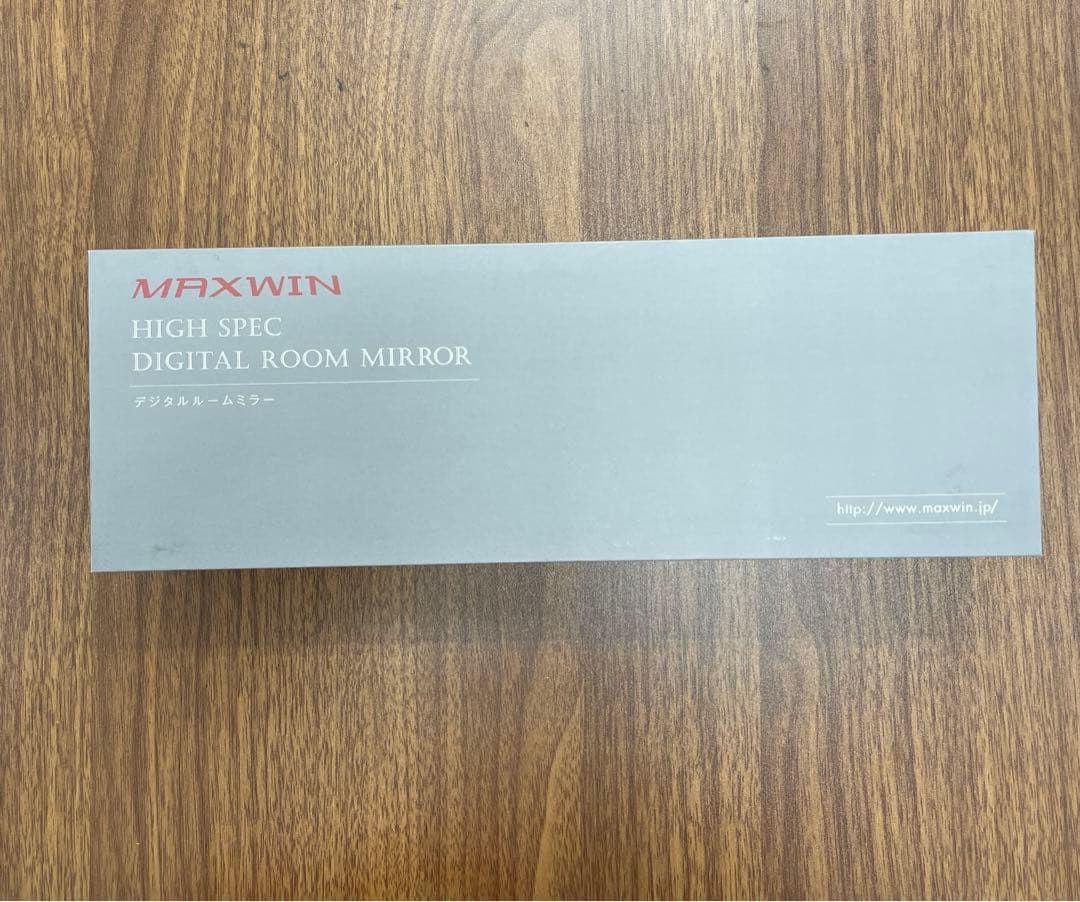 MAXWIN
HIGH SPEC
DIGITAL ROOM MIRROR
デジタルルームミラー
http://www.maxwin.jp/